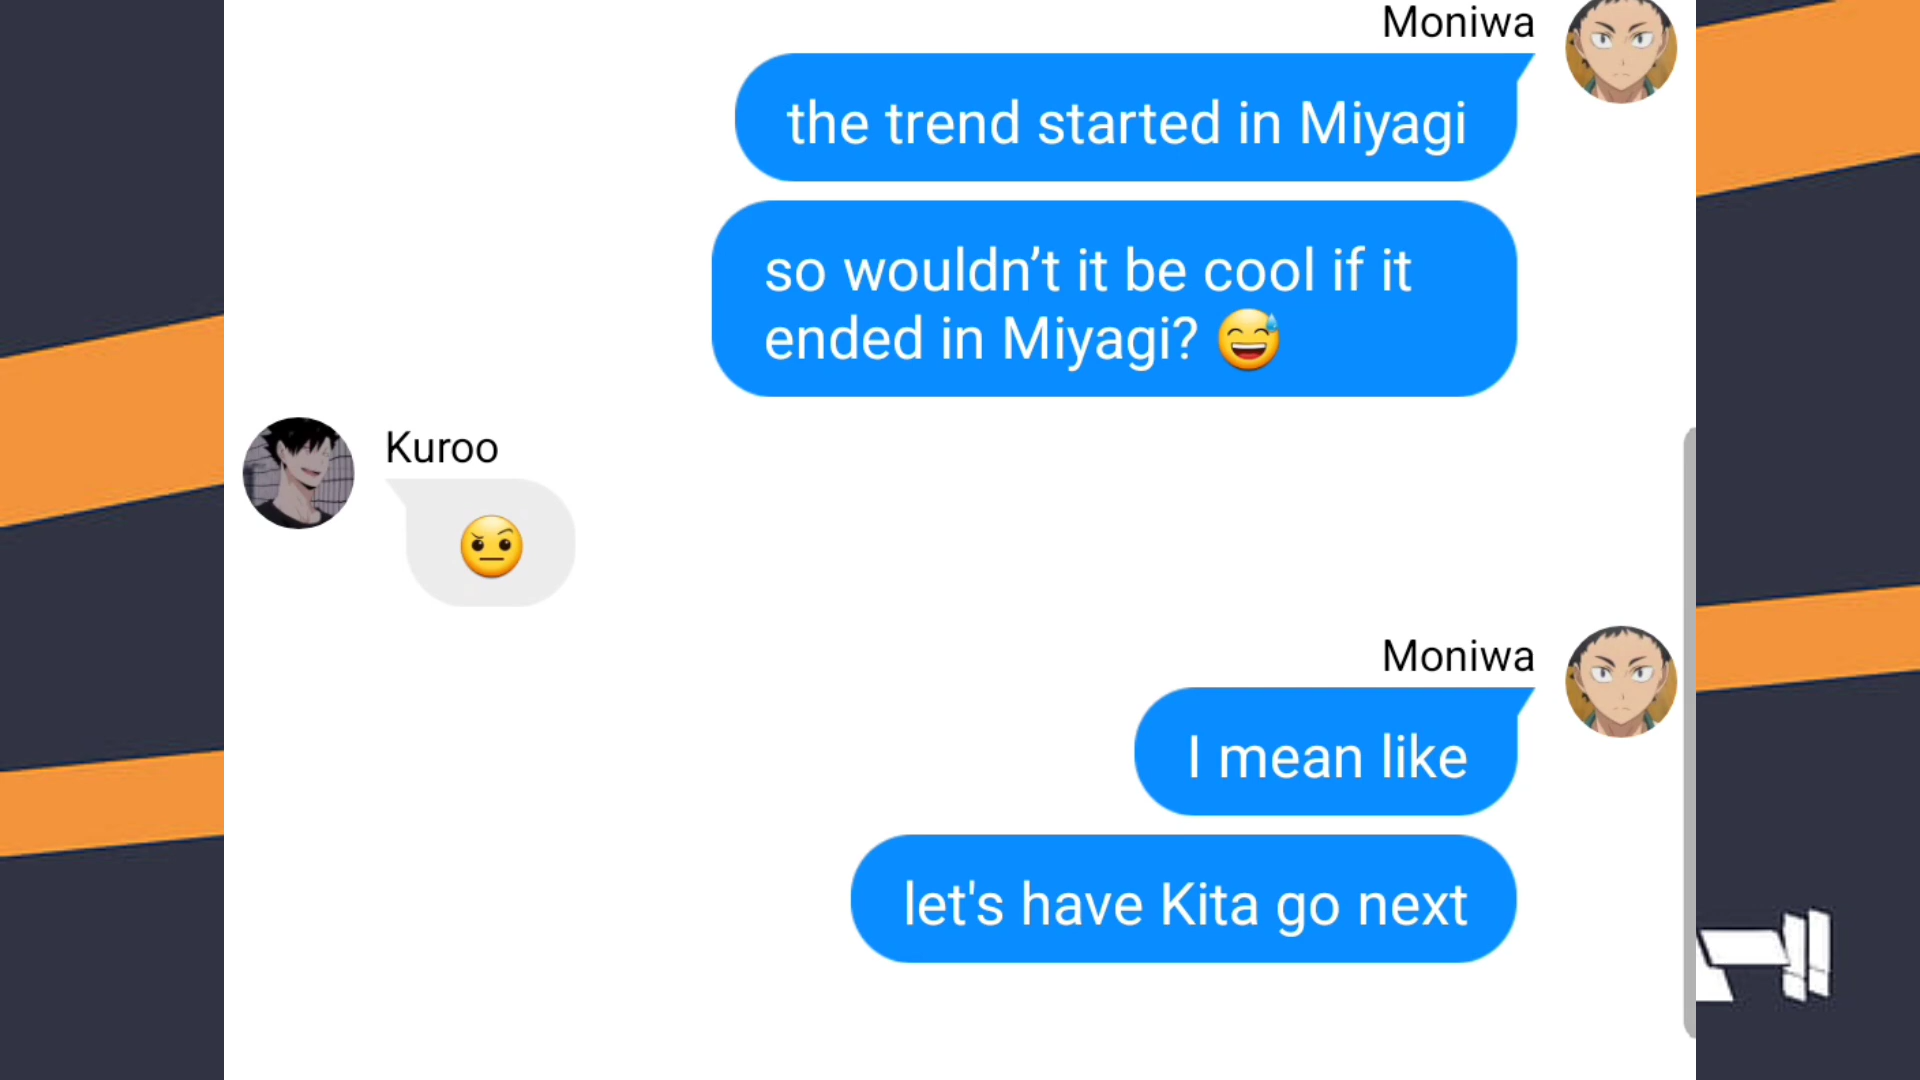 Moniwa
the trend started in Miyagi
so wouldn’t it be cool if it
ended in Miyagi? 😅
Kuroo
🤨
Moniwa
I mean like
let's have Kita go next